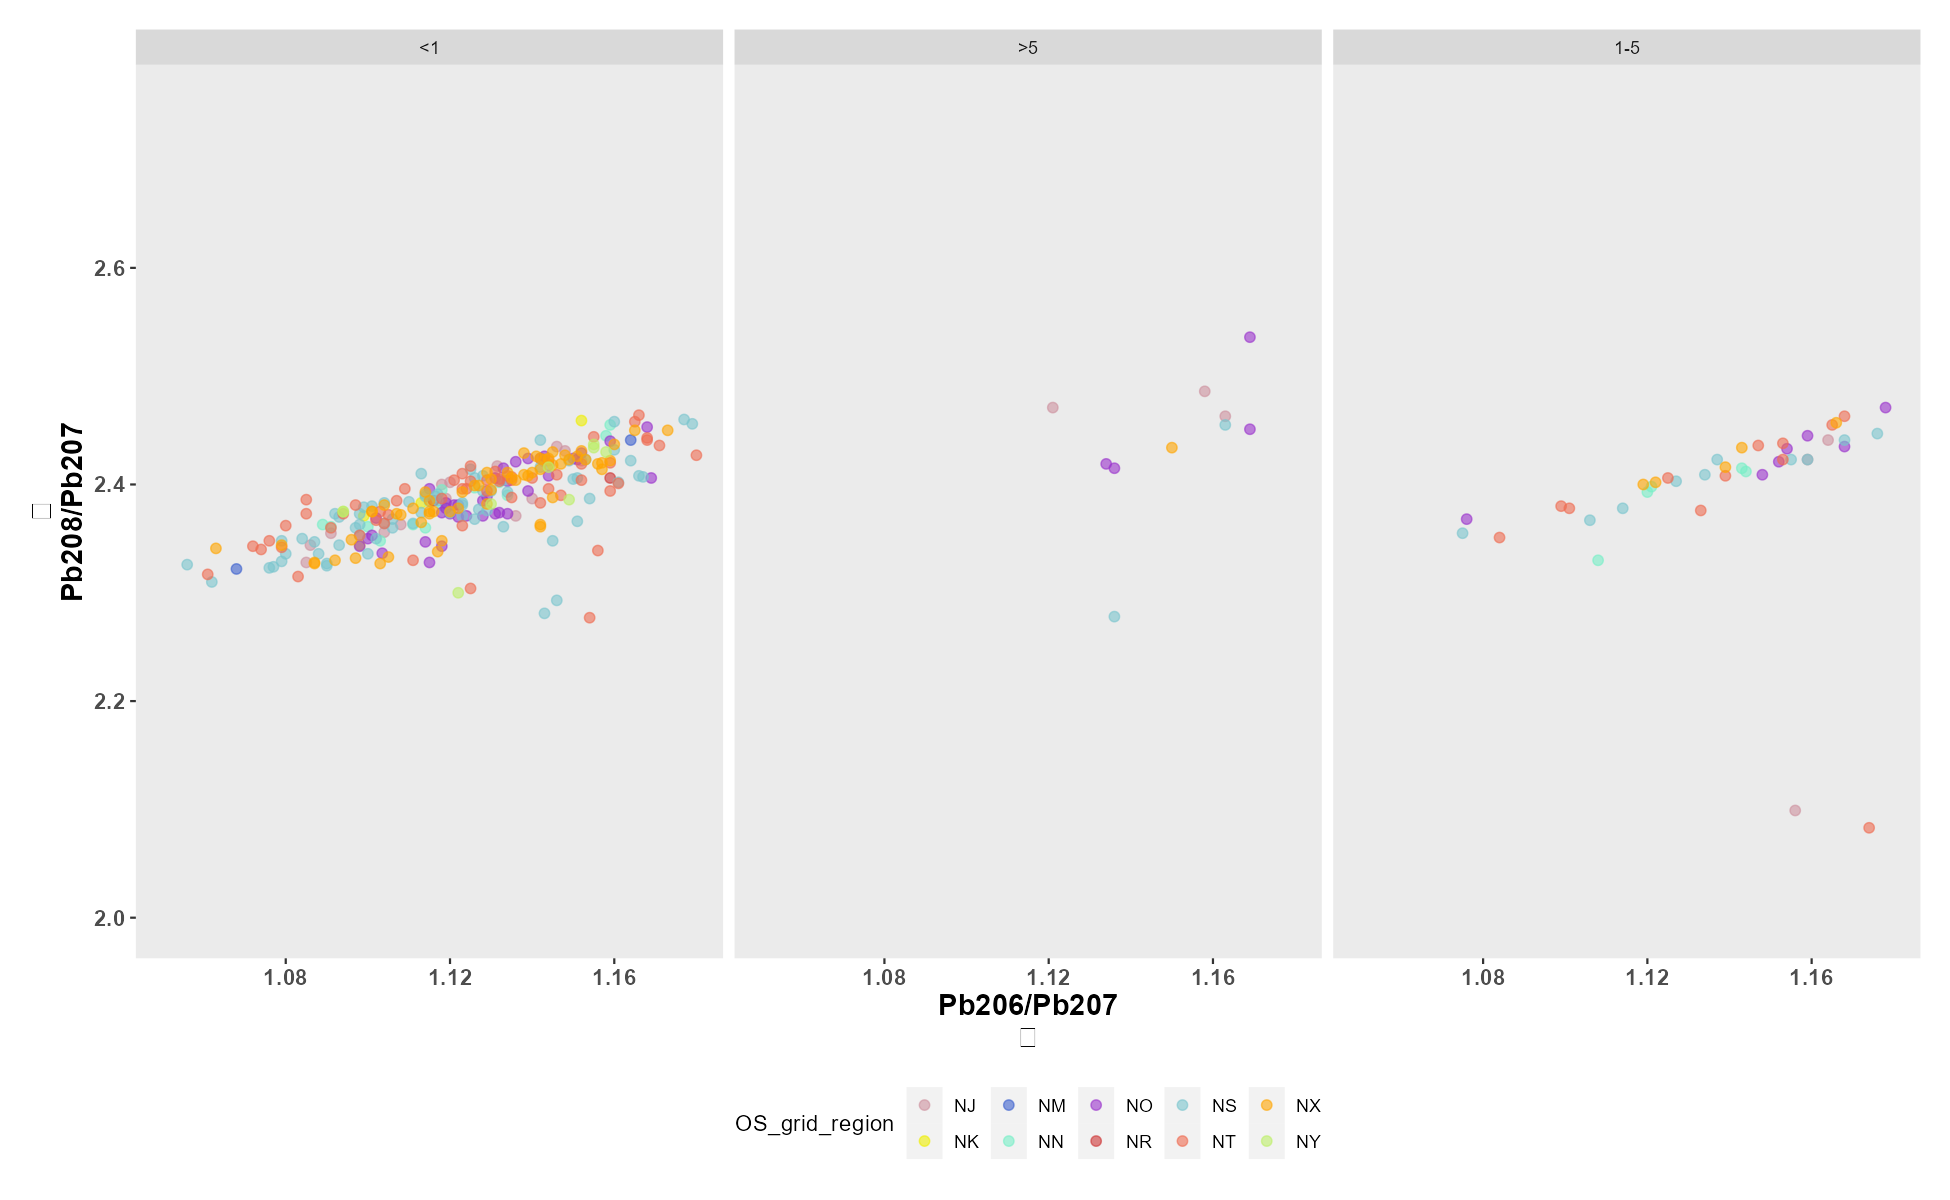 <1 >5 1-5
2.6
2.4
2.2
2.0
Pb208/Pb207
1.08 1.12 1.16 1.08 1.12 1.16 1.08 1.12 1.16
Pb206/Pb207
OS_grid_region
NJ NM NO NS NX
NK NN NR NT NY